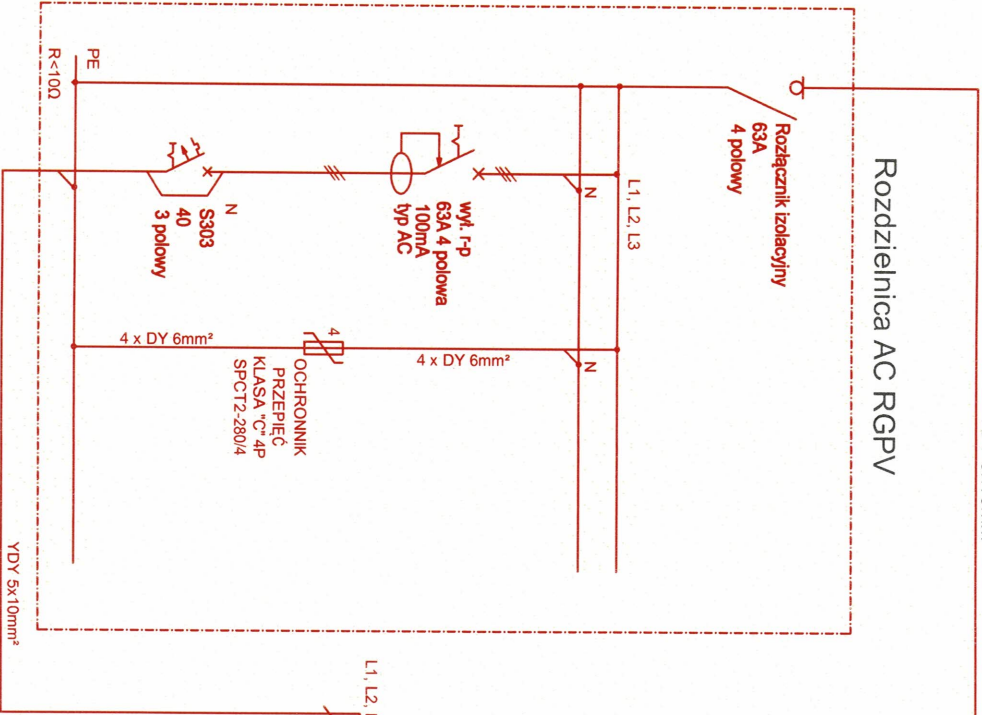 Rozdzielnica AC RGPV
Rozłącznik izolacyjny
63A
4 polowy
L1, L2, L3
N
N
wył. r-p
63A 4 polowa
100mA
typ AC
N
S303
40
3 polowy
4
OCHRONNIK
PRZEPIĘĆ
KLASA "C" 4P
SPCT2-280/4
4 x DY 6mm²
4 x DY 6mm²
PE
R<10Ω
YDY 5x10mm²
L1, L2,